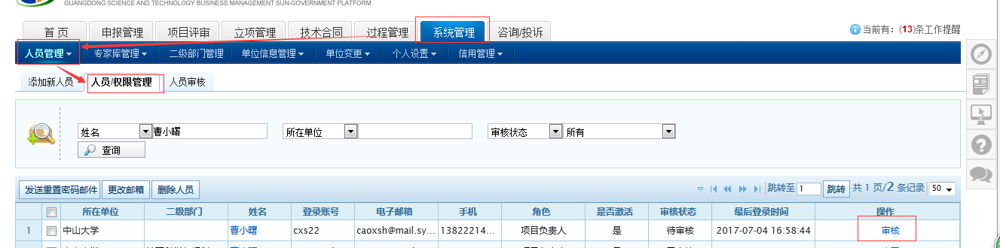 GUANGDONG SCIENCE AND TECHNOLOGY BUSINESS MANAGEMENT SUN-GOVERNMENT PLATFORM
首 页 申报管理 项目评审 立项管理 技术合同 过程管理 系统管理 咨询/投诉 当前有：(13)条工作提醒
人员管理 专家库管理 二级部门管理 单位信息管理 单位变更 个人设置 信用管理
添加新人员 人员/权限管理 人员审核
姓名 曹小曙 所在单位 审核状态 所有
查询
发送重置密码邮件 更改邮箱 删除人员 跳转至 1 跳转 共 1 页/2 条记录 50
所在单位 二级部门 姓名 登录账号 电子邮箱 手机 角色 是否激活 审核状态 最后登录时间 操作
1 中山大学 曹小曙 cxs22 caoxsh@mail.sy... 13822214... 项目负责人 是 待审核 2017-07-04 16:58:44 审核